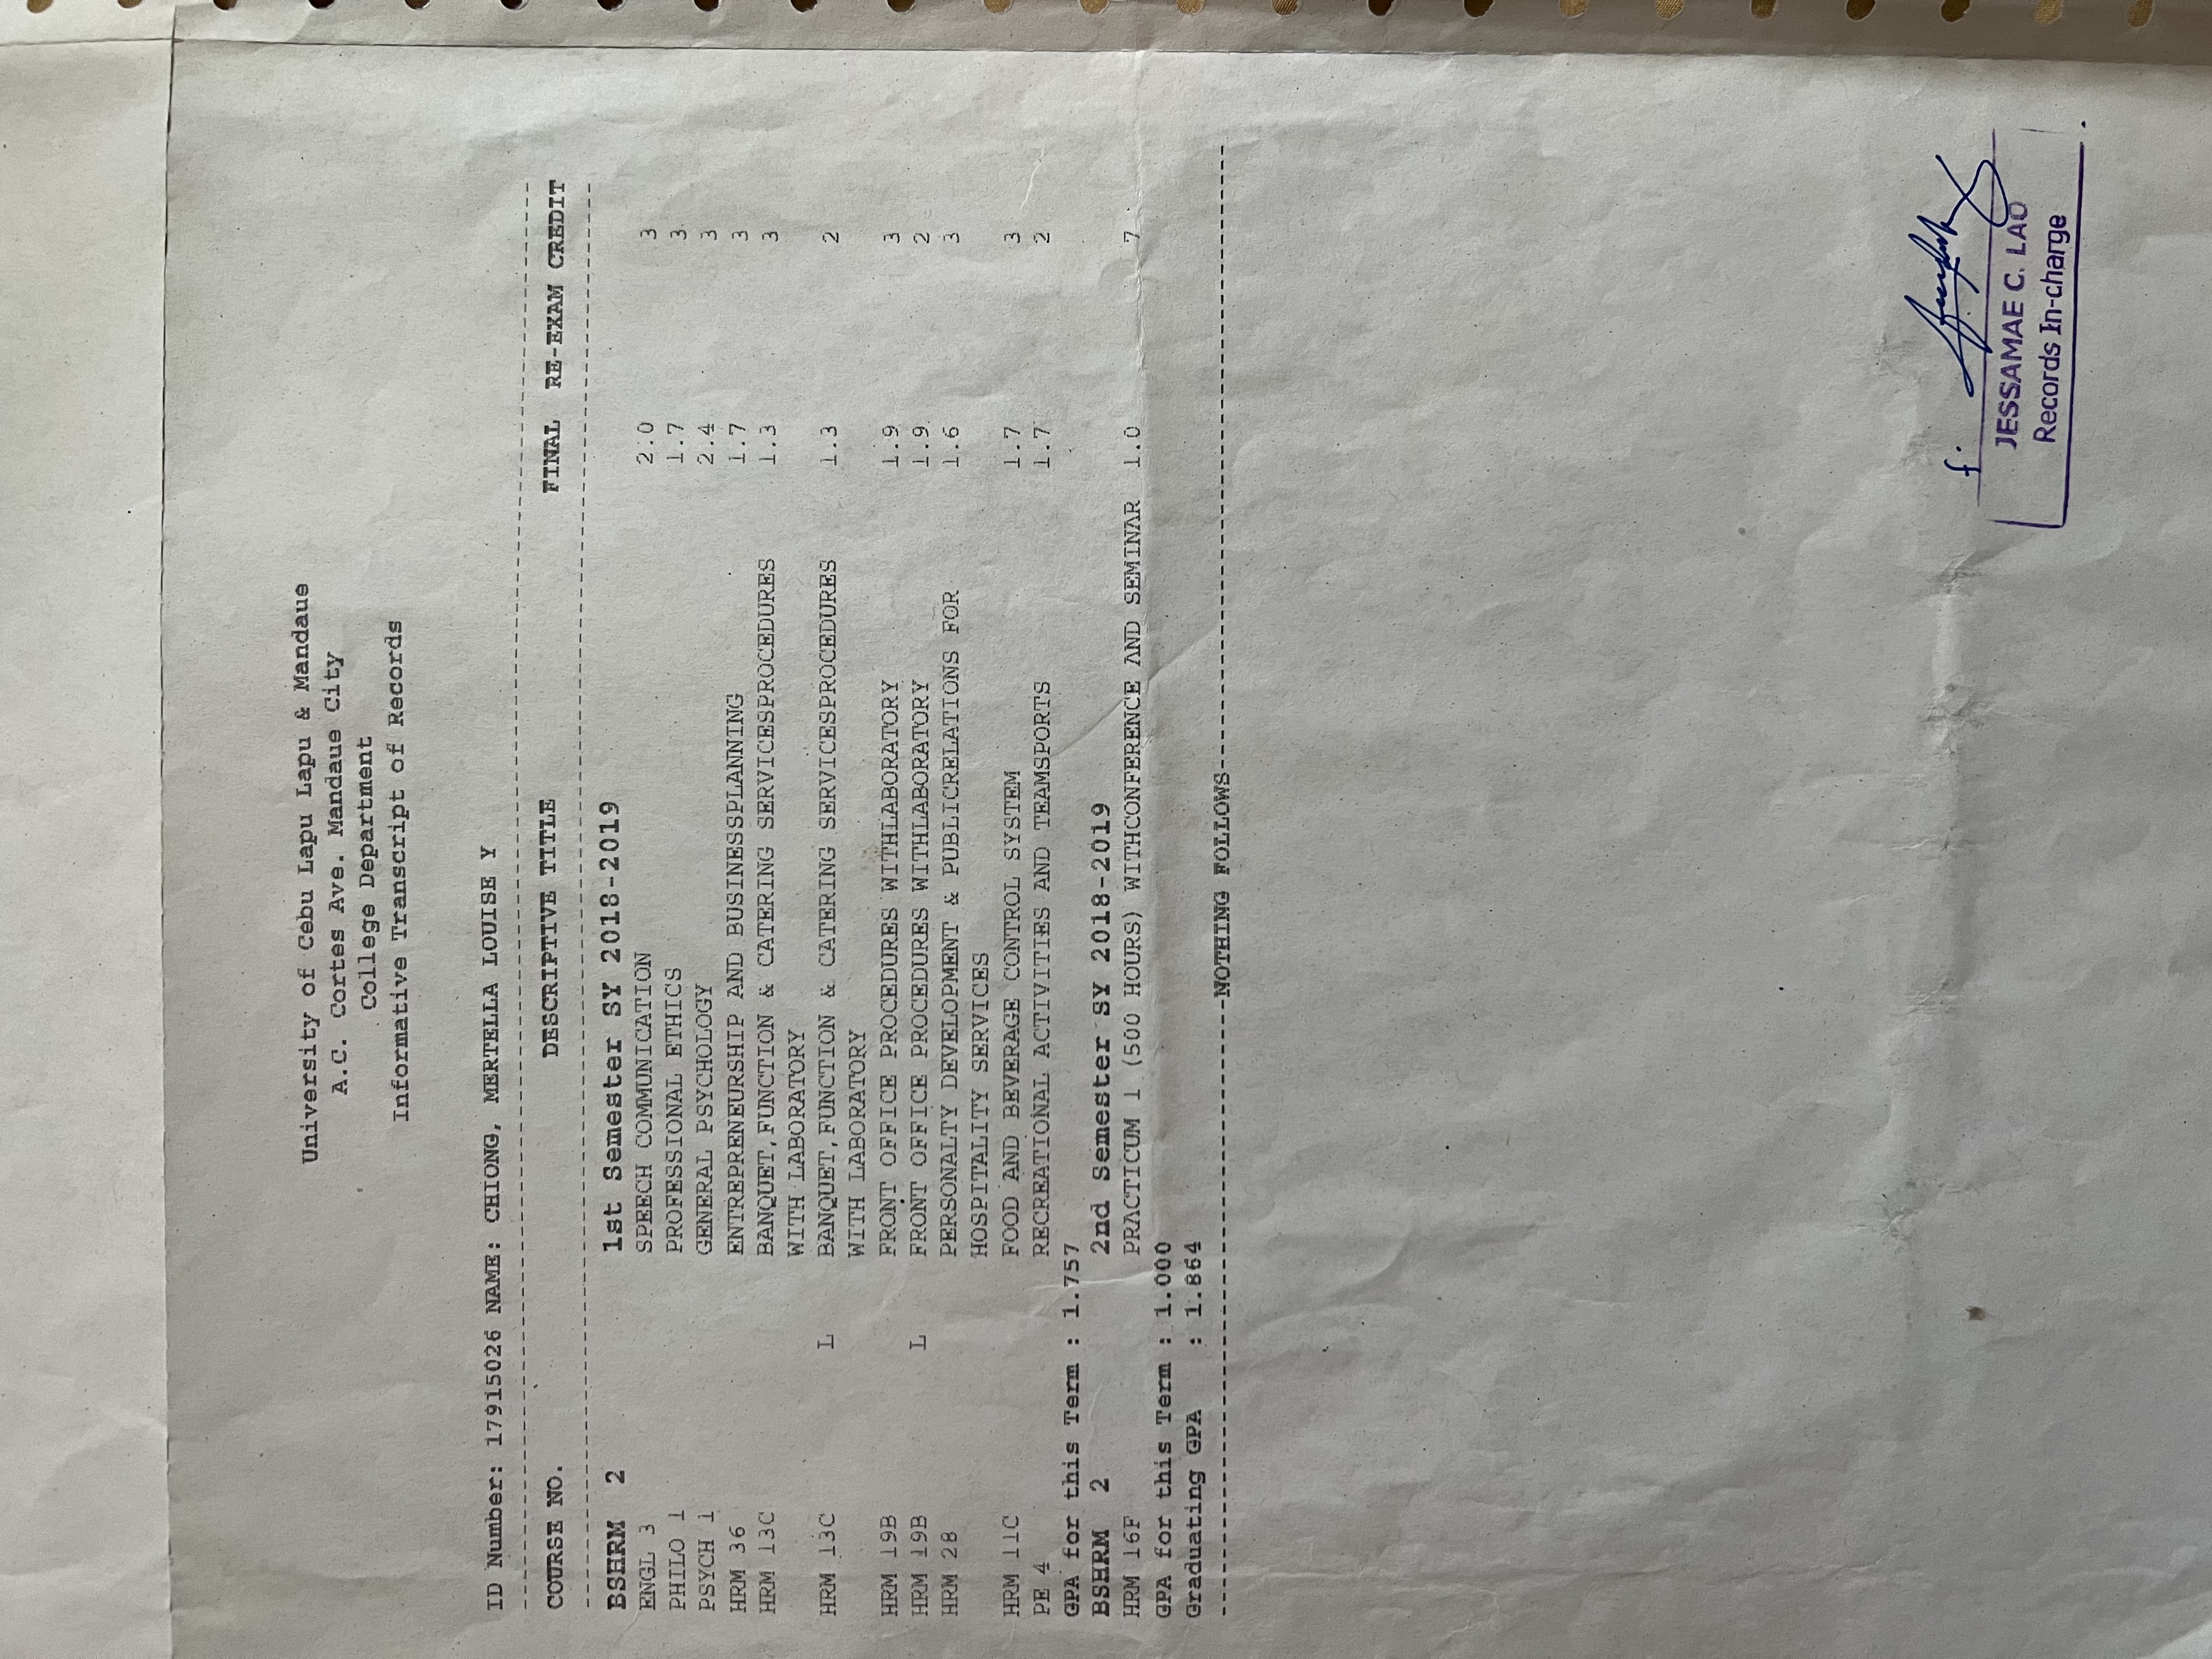 University of Cebu Lapu Lapu & Mandaue
A.C. Cortes Ave. Mandaue City
College Department
Informative Transcript of Records
ID Number: 17915026 NAME: CHIONG, MERTELLA LOUISE Y
COURSE NO. DESCRIPTIVE TITLE FINAL RE-EXAM CREDIT
BSHRM 2 1st Semester SY 2018-2019
ENGL 3 SPEECH COMMUNICATION 2.0 3
PHILO 1 PROFESSIONAL ETHICS 1.7 3
PSYCH 1 GENERAL PSYCHOLOGY 2.4 3
HRM 36 ENTREPRENEURSHIP AND BUSINESSPLANNING 1.7 3
HRM 13C BANQUET,FUNCTION & CATERING SERVICESPROCEDURES 1.3 3
WITH LABORATORY
HRM 13C L BANQUET,FUNCTION & CATERING SERVICESPROCEDURES 1.3 2
WITH LABORATORY
HRM 19B FRONT OFFICE PROCEDURES WITHLABORATORY 1.9 3
HRM 19B L FRONT OFFICE PROCEDURES WITHLABORATORY 1.9 2
HRM 28 PERSONALTY DEVELOPMENT & PUBLICRELATIONS FOR 1.6 3
HOSPITALITY SERVICES
HRM 11C FOOD AND BEVERAGE CONTROL SYSTEM 1.7 3
PE 4 RECREATIONAL ACTIVITIES AND TEAMSPORTS 1.7 2
GPA for this Term : 1.757
BSHRM 2 2nd Semester SY 2018-2019
HRM 16F PRACTICUM 1 (500 HOURS) WITHCONFERENCE AND SEMINAR 1.0 7
GPA for this Term : 1.000
Graduating GPA : 1.864
NOTHING FOLLOWS
JESSAMAE C. LAO
Records In-charge